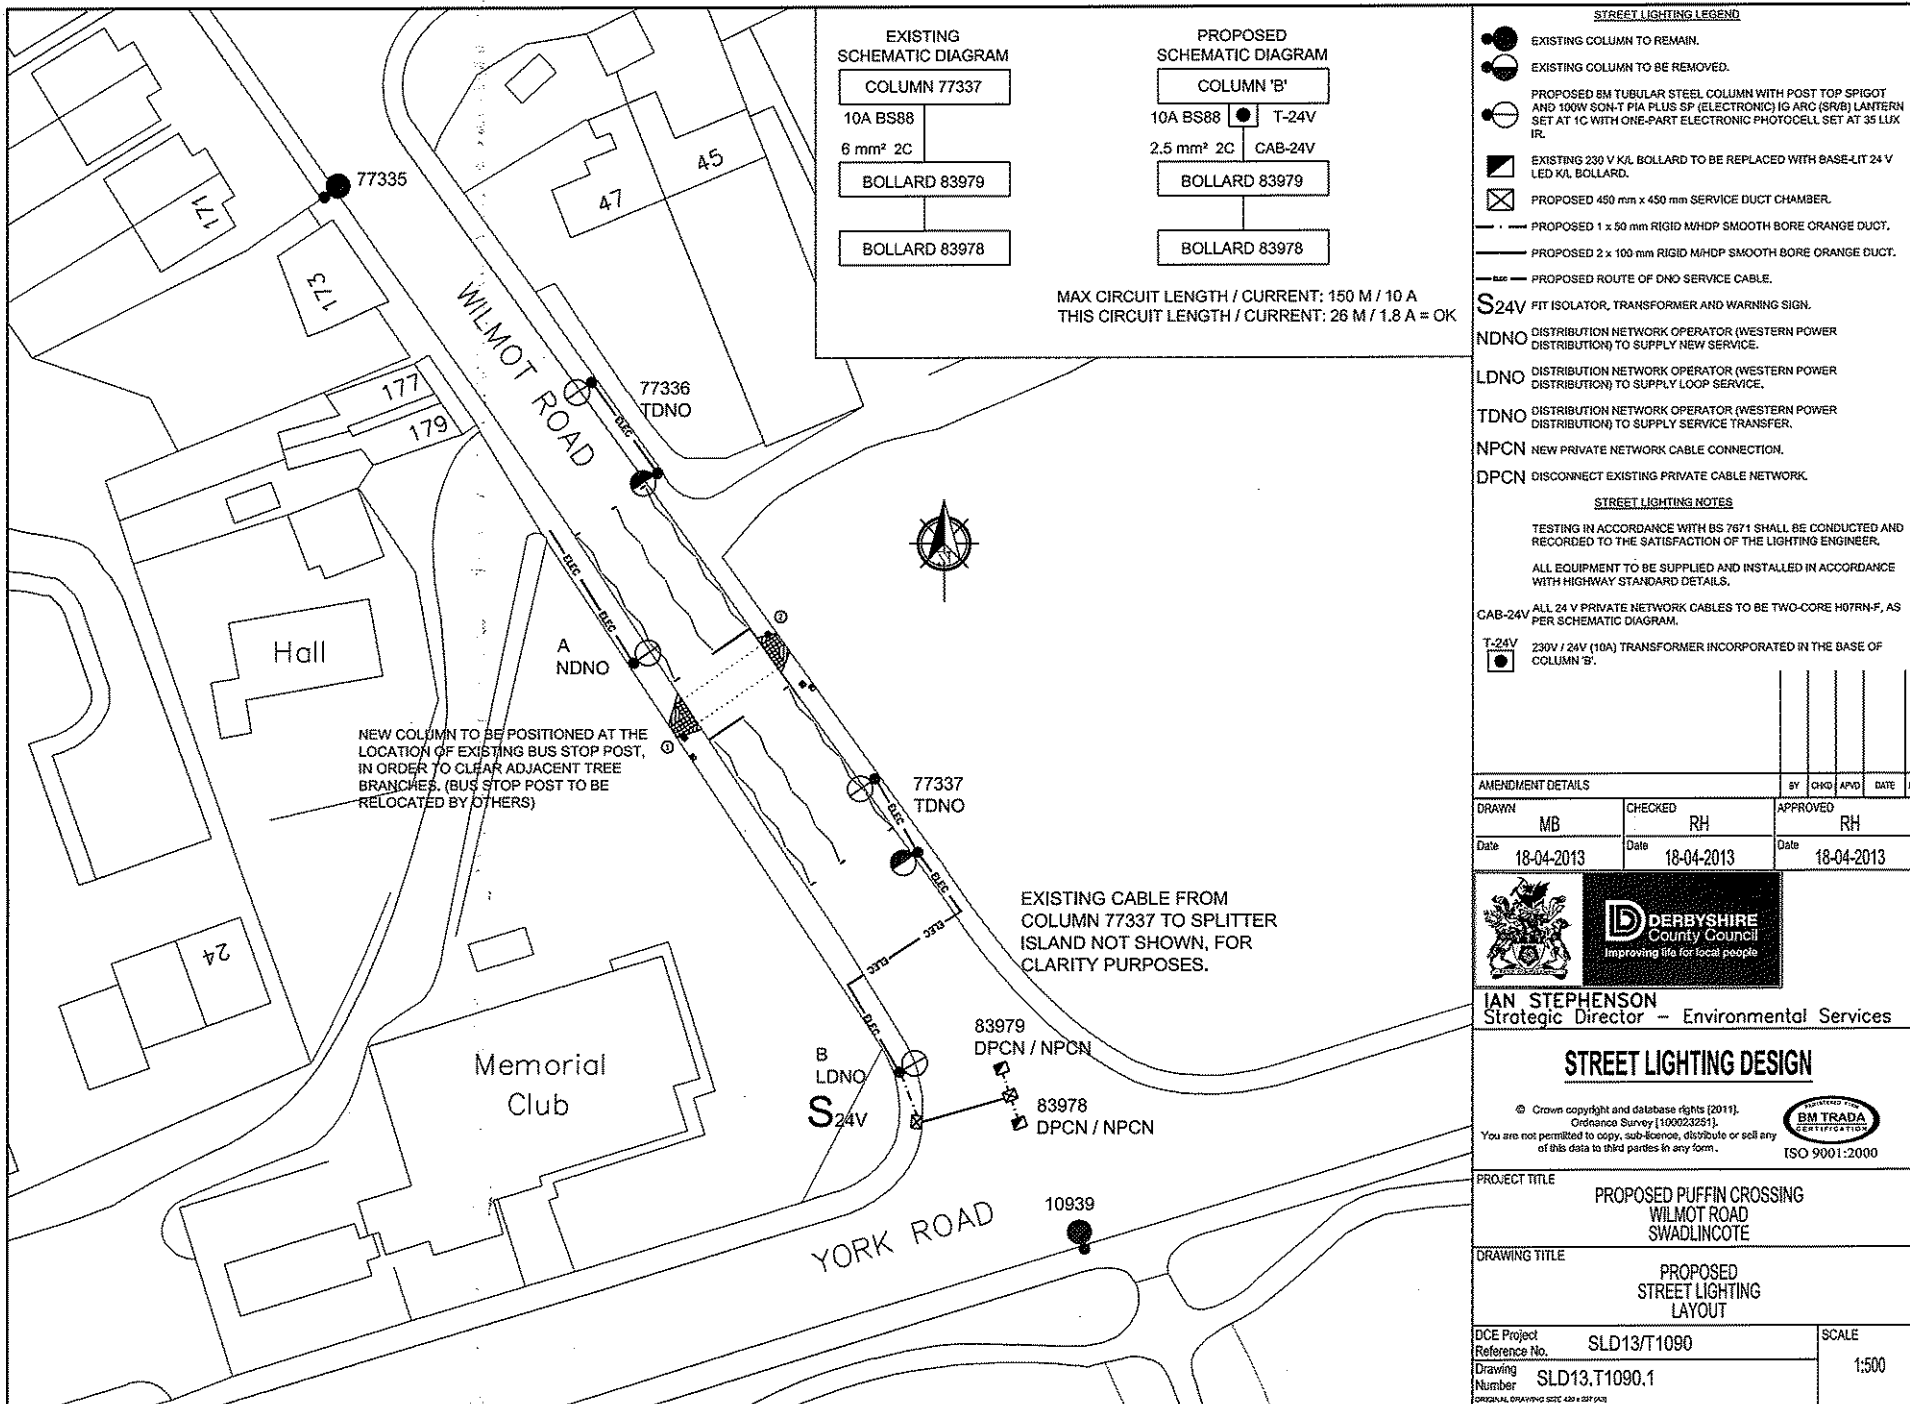 EXISTING
SCHEMATIC DIAGRAM
COLUMN 77337
10A BS88
6 mm² 2C
BOLLARD 83979
BOLLARD 83978
PROPOSED
SCHEMATIC DIAGRAM
COLUMN 'B'
10A BS88 T-24V
2.5 mm² 2C CAB-24V
BOLLARD 83979
BOLLARD 83978
MAX CIRCUIT LENGTH / CURRENT: 150 M / 10 A
THIS CIRCUIT LENGTH / CURRENT: 26 M / 1.8 A = OK
77335
171
173
45
47
WILMOT ROAD
177
179
77336
TDNO
ELEC
ELEC
ELEC
A
NDNO
Hall
2
1
NEW COLUMN TO BE POSITIONED AT THE
LOCATION OF EXISTING BUS STOP POST,
IN ORDER TO CLEAR ADJACENT TREE
BRANCHES. (BUS STOP POST TO BE
RELOCATED BY OTHERS)
77337
TDNO
ELEC
ELEC
ELEC
ELEC
ELEC
EXISTING CABLE FROM
COLUMN 77337 TO SPLITTER
ISLAND NOT SHOWN, FOR
CLARITY PURPOSES.
24
Memorial
Club
B
LDNO
S24V
83979
DPCN / NPCN
83978
DPCN / NPCN
10939
YORK ROAD
STREET LIGHTING LEGEND
EXISTING COLUMN TO REMAIN.
EXISTING COLUMN TO BE REMOVED.
PROPOSED 8M TUBULAR STEEL COLUMN WITH POST TOP SPIGOT
AND 100W SON-T PIA PLUS SP (ELECTRONIC) IG ARC (SR/B) LANTERN
SET AT 1C WITH ONE-PART ELECTRONIC PHOTOCELL SET AT 35 LUX
IR.
EXISTING 230 V K/L BOLLARD TO BE REPLACED WITH BASE-LIT 24 V
LED K/L BOLLARD.
PROPOSED 450 mm x 450 mm SERVICE DUCT CHAMBER.
PROPOSED 1 x 50 mm RIGID M/HDP SMOOTH BORE ORANGE DUCT.
PROPOSED 2 x 100 mm RIGID M/HDP SMOOTH BORE ORANGE DUCT.
ELEC PROPOSED ROUTE OF DNO SERVICE CABLE.
S24V FIT ISOLATOR, TRANSFORMER AND WARNING SIGN.
NDNO DISTRIBUTION NETWORK OPERATOR (WESTERN POWER
DISTRIBUTION) TO SUPPLY NEW SERVICE.
LDNO DISTRIBUTION NETWORK OPERATOR (WESTERN POWER
DISTRIBUTION) TO SUPPLY LOOP SERVICE.
TDNO DISTRIBUTION NETWORK OPERATOR (WESTERN POWER
DISTRIBUTION) TO SUPPLY SERVICE TRANSFER.
NPCN NEW PRIVATE NETWORK CABLE CONNECTION.
DPCN DISCONNECT EXISTING PRIVATE CABLE NETWORK.
STREET LIGHTING NOTES
TESTING IN ACCORDANCE WITH BS 7671 SHALL BE CONDUCTED AND
RECORDED TO THE SATISFACTION OF THE LIGHTING ENGINEER.
ALL EQUIPMENT TO BE SUPPLIED AND INSTALLED IN ACCORDANCE
WITH HIGHWAY STANDARD DETAILS.
CAB-24V ALL 24 V PRIVATE NETWORK CABLES TO BE TWO-CORE H07RN-F, AS
PER SCHEMATIC DIAGRAM.
T-24V 230V / 24V (10A) TRANSFORMER INCORPORATED IN THE BASE OF
COLUMN 'B'.
AMENDMENT DETAILS BY CHKD APVD DATE
DRAWN MB CHECKED RH APPROVED RH
Date 18-04-2013 Date 18-04-2013 Date 18-04-2013
DERBYSHIRE
County Council
Improving life for local people
IAN STEPHENSON
Strategic Director – Environmental Services
STREET LIGHTING DESIGN
© Crown copyright and database rights [2011].
Ordnance Survey [100023251].
You are not permitted to copy, sub-licence, distribute or sell any
of this data to third parties in any form.
BM TRADA
CERTIFICATION
ISO 9001:2000
PROJECT TITLE
PROPOSED PUFFIN CROSSING
WILMOT ROAD
SWADLINCOTE
DRAWING TITLE
PROPOSED
STREET LIGHTING
LAYOUT
DCE Project
Reference No. SLD13/T1090
SCALE
1:500
Drawing
Number SLD13.T1090.1